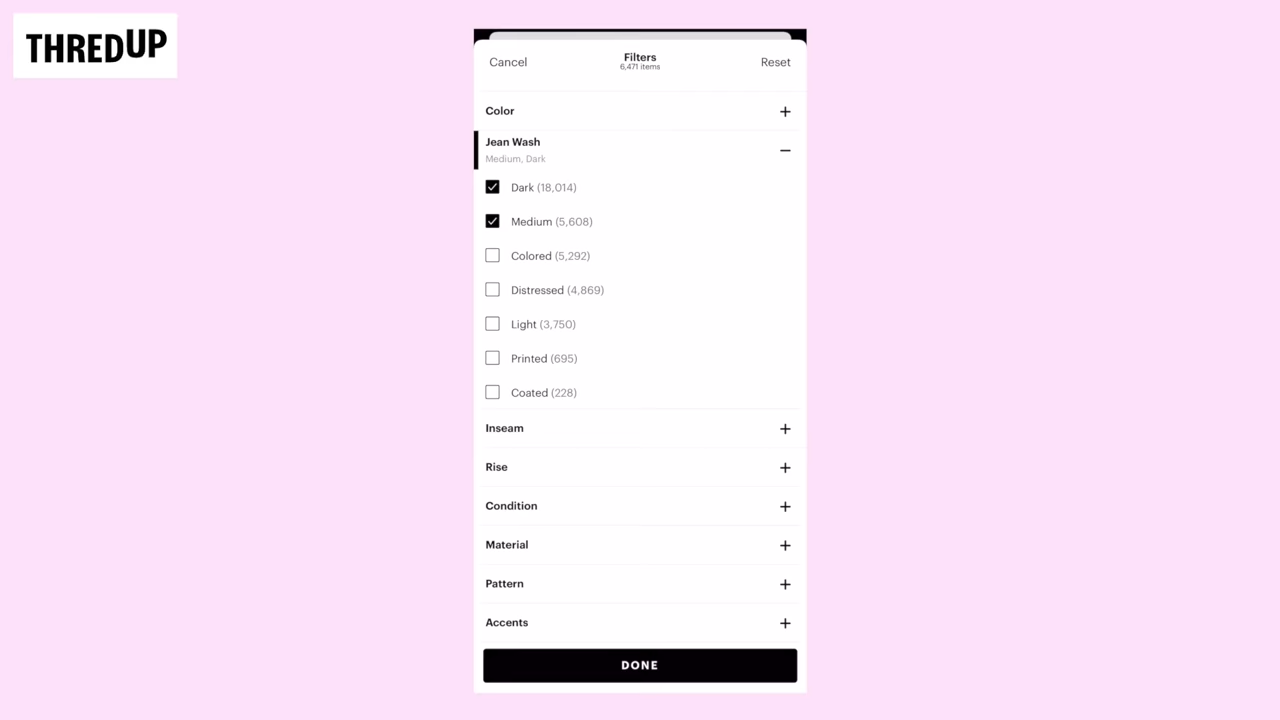 THREDUP
Cancel
Filters
6,471 items
Reset
Color
Jean Wash
Medium, Dark
Dark (18,014)
Medium (5,608)
Colored (5,292)
Distressed (4,869)
Light (3,750)
Printed (695)
Coated (228)
Inseam
Rise
Condition
Material
Pattern
Accents
DONE